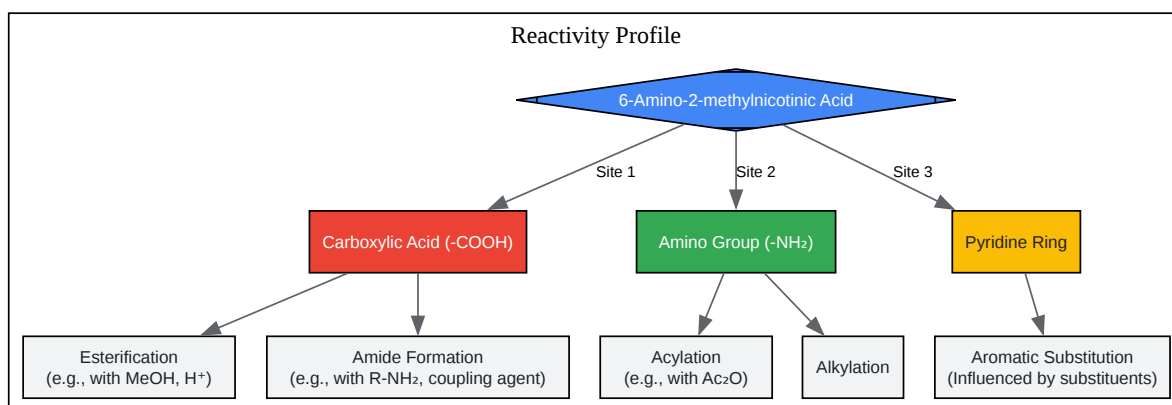 Reactivity Profile
6-Amino-2-methylnicotinic Acid
Site 1
Site 2
Site 3
Carboxylic Acid (-COOH)
Amino Group (-NH₂)
Pyridine Ring
Esterification
(e.g., with MeOH, H⁺)
Amide Formation
(e.g., with R-NH₂, coupling agent)
Acylation
(e.g., with Ac₂O)
Alkylation
Aromatic Substitution
(Influenced by substituents)